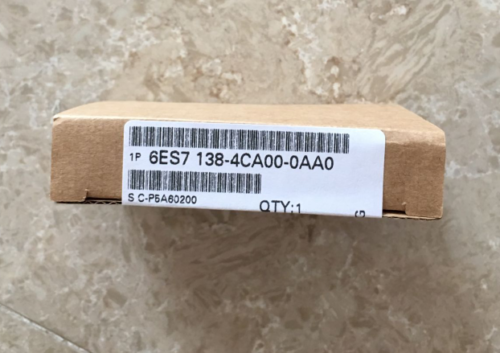 1P 6ES7 138-4CA00-0AA0
S C-P5A60200
QTY:1
G